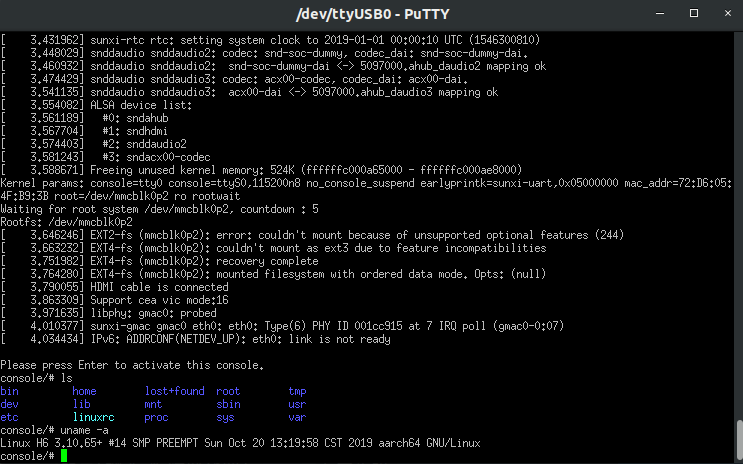 /dev/ttyUSB0 - PuTTY
[    3.431962] sunxi-rtc rtc: setting system clock to 2019-01-01 00:00:10 UTC (1546300810)
[    3.448029] snddaudio snddaudio2: codec: snd-soc-dummy, codec_dai: snd-soc-dummy-dai.
[    3.460932] snddaudio snddaudio2:  snd-soc-dummy-dai <-> 5097000.ahub_daudio2 mapping ok
[    3.474429] snddaudio snddaudio3: codec: acx00-codec, codec_dai: acx00-dai.
[    3.541135] snddaudio snddaudio3:  acx00-dai <-> 5097000.ahub_daudio3 mapping ok
[    3.554082] ALSA device list:
[    3.561189]   #0: sndahub
[    3.567704]   #1: sndhdmi
[    3.574403]   #2: snddaudio2
[    3.581243]   #3: sndacx00-codec
[    3.588671] Freeing unused kernel memory: 524K (ffffffc000a65000 - ffffffc000ae8000)
Kernel params: console=tty0 console=ttyS0,115200n8 no_console_suspend earlyprintk=sunxi-uart,0x05000000 mac_addr=72:D6:05:
4F:B9:3B root=/dev/mmcblk0p2 ro rootwait
Waiting for root system /dev/mmcblk0p2, countdown : 5
Rootfs: /dev/mmcblk0p2
[    3.646246] EXT2-fs (mmcblk0p2): error: couldn't mount because of unsupported optional features (244)
[    3.663232] EXT4-fs (mmcblk0p2): couldn't mount as ext3 due to feature incompatibilities
[    3.751982] EXT4-fs (mmcblk0p2): recovery complete
[    3.764280] EXT4-fs (mmcblk0p2): mounted filesystem with ordered data mode. Opts: (null)
[    3.790055] HDMI cable is connected
[    3.863309] Support cea vic mode:16
[    3.971635] libphy: gmac0: probed
[    4.010377] sunxi-gmac gmac0 eth0: eth0: Type(6) PHY ID 001cc915 at 7 IRQ poll (gmac0-0:07)
[    4.034434] IPv6: ADDRCONF(NETDEV_UP): eth0: link is not ready

Please press Enter to activate this console.
console/# ls
bin         home        lost+found  root        tmp
dev         lib         mnt         sbin        usr
etc         linuxrc     proc        sys         var
console/# uname -a
Linux H6 3.10.65+ #14 SMP PREEMPT Sun Oct 20 13:19:58 CST 2019 aarch64 GNU/Linux
console/#